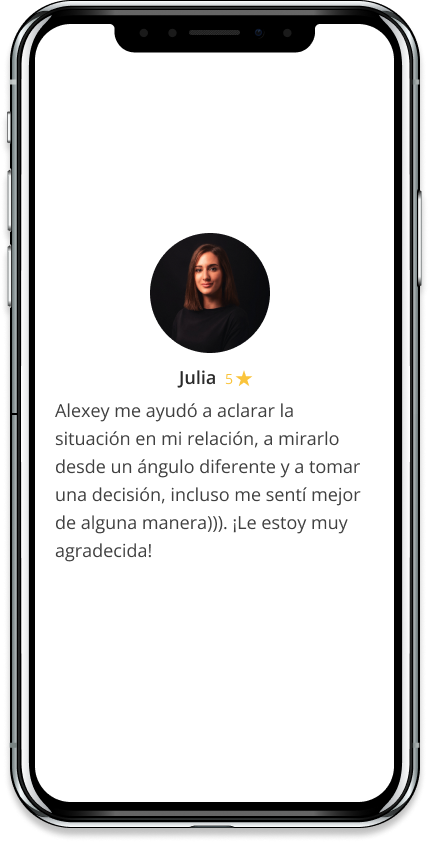 Julia 5
Alexey me ayudó a aclarar la
situación en mi relación, a mirarlo
desde un ángulo diferente y a tomar
una decisión, incluso me sentí mejor
de alguna manera))). ¡Le estoy muy
agradecida!